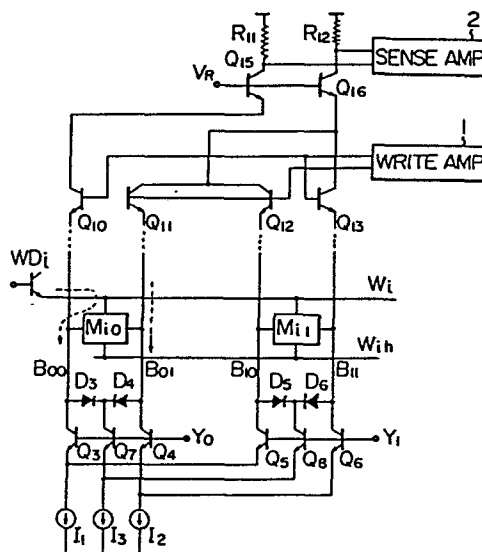 2
R11
R12
SENSE AMP
Q15
VR
Q16
1
WRITE AMP
Q10
Q11
Q12
Q13
WDi
Wi
Mi0
Mi1
Wih
B00
B01
B10
B11
D3
D4
D5
D6
Y0
Y1
Q3
Q7
Q4
Q5
Q8
Q6
I1
I3
I2